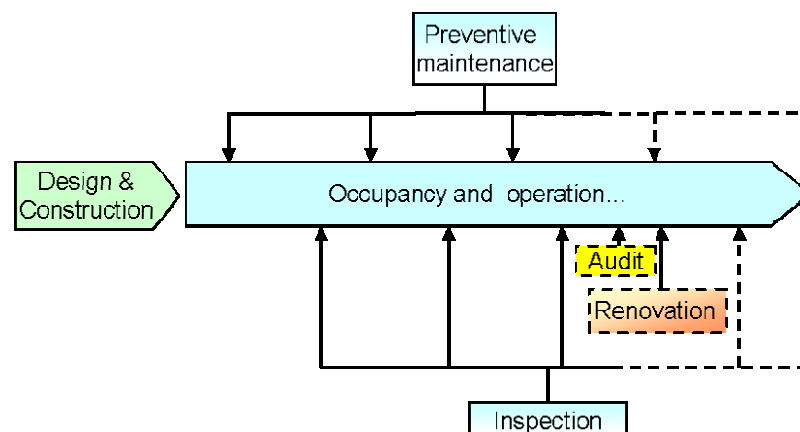 Preventive
maintenance
Design &
Construction
Occupancy and operation...
Audit
Renovation
Inspection